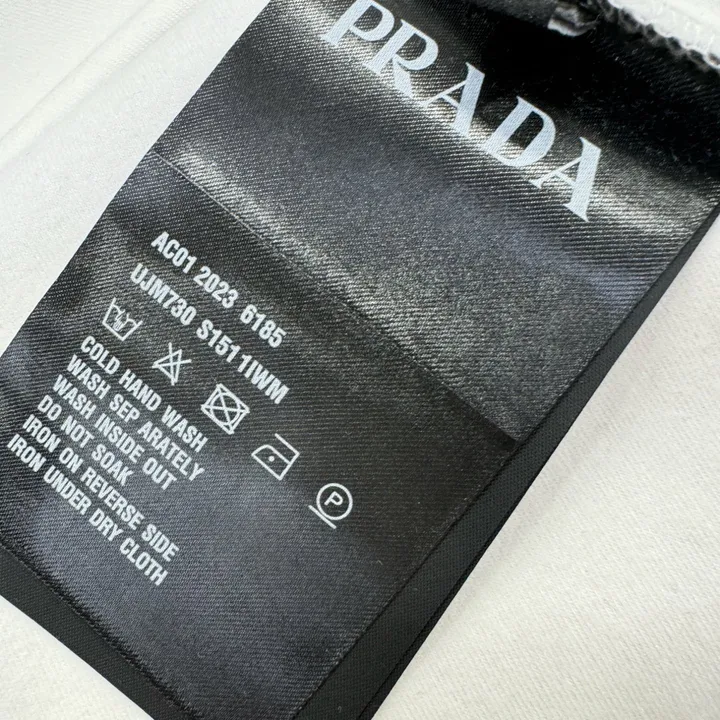 PRADA
AC01 2023 6185
UJM730 S151 1IWM
P
COLD HAND WASH
WASH SEP ARATELY
WASH INSIDE OUT
DO NOT SOAK
IRON ON REVERSE SIDE
IRON UNDER DRY CLOTH